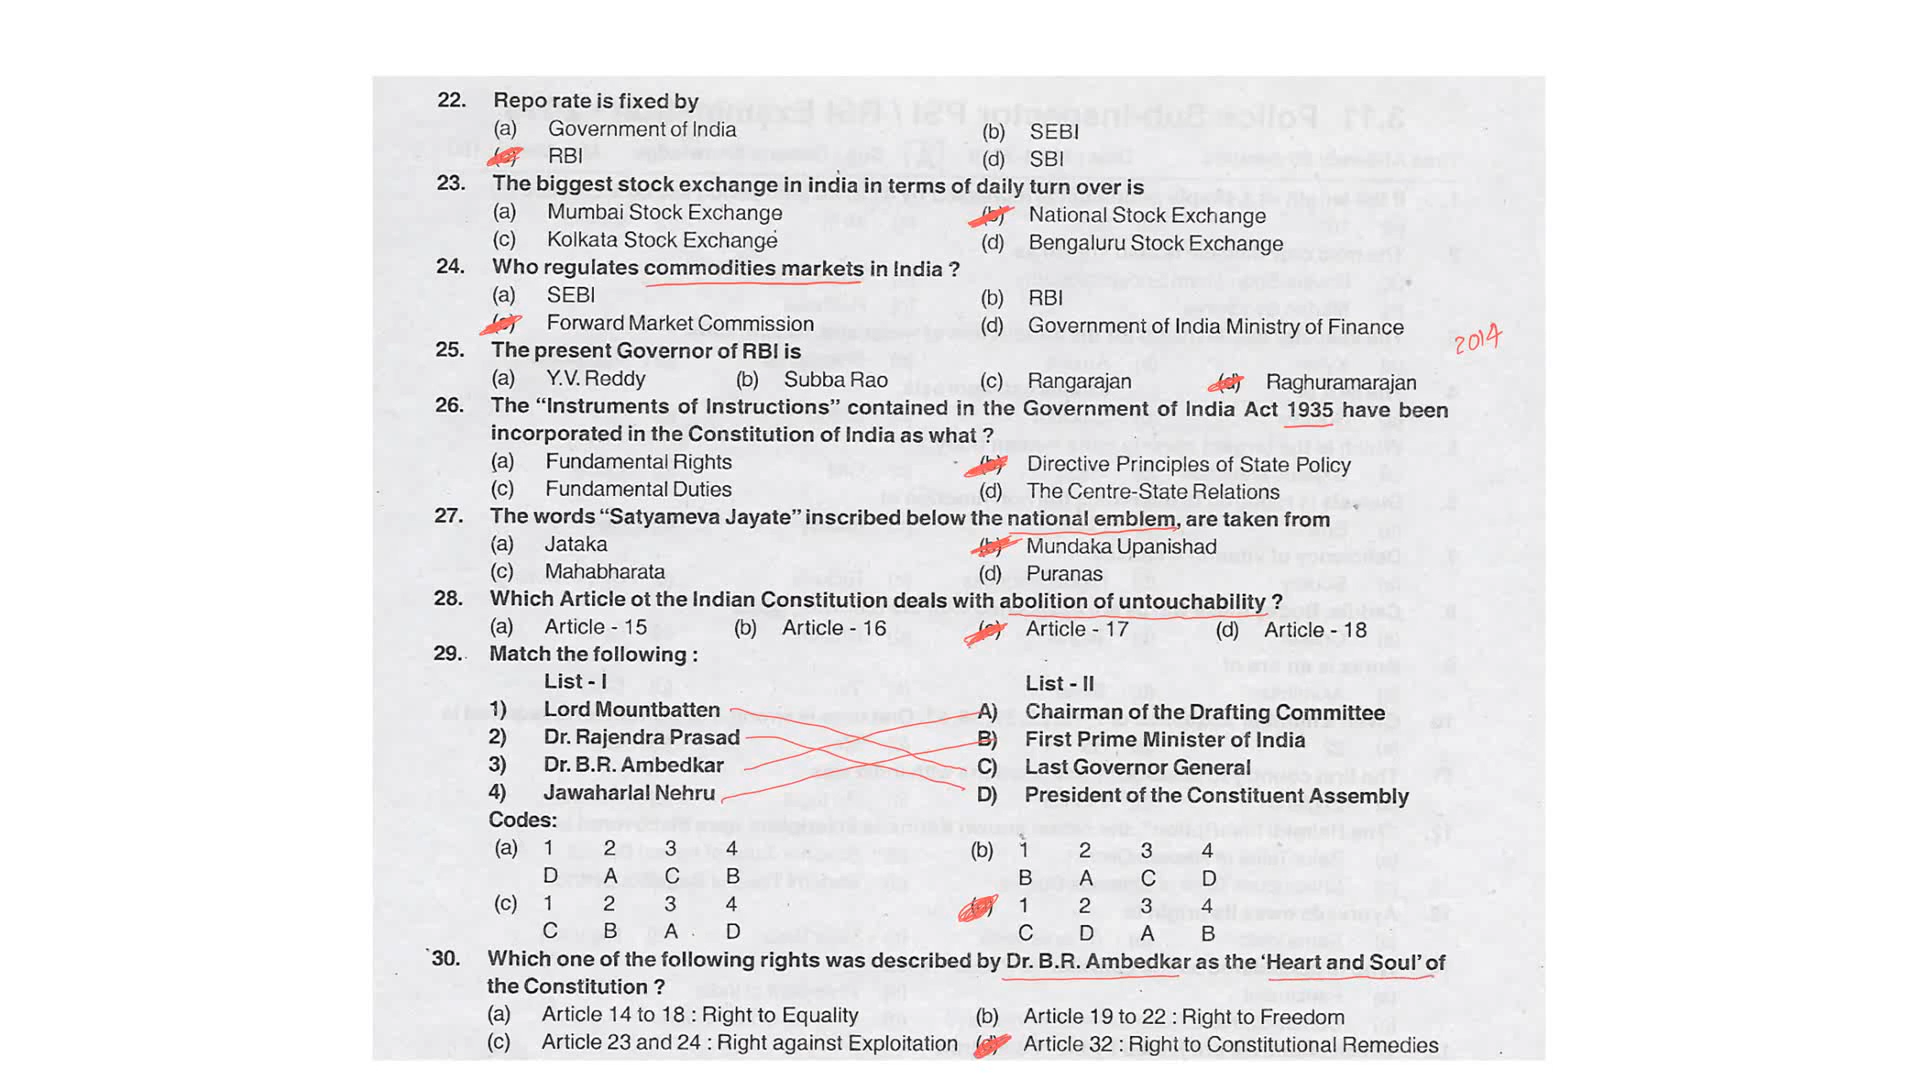 22. Repo rate is fixed by
(a) Government of India (b) SEBI
(c) RBI (d) SBI
23. The biggest stock exchange in india in terms of daily turn over is
(a) Mumbai Stock Exchange (b) National Stock Exchange
(c) Kolkata Stock Exchange (d) Bengaluru Stock Exchange
24. Who regulates commodities markets in India ?
(a) SEBI (b) RBI
(c) Forward Market Commission (d) Government of India Ministry of Finance
2014
25. The present Governor of RBI is
(a) Y.V. Reddy (b) Subba Rao (c) Rangarajan (d) Raghuramarajan
26. The “Instruments of Instructions” contained in the Government of India Act 1935 have been
incorporated in the Constitution of India as what ?
(a) Fundamental Rights (b) Directive Principles of State Policy
(c) Fundamental Duties (d) The Centre-State Relations
27. The words “Satyameva Jayate” inscribed below the national emblem, are taken from
(a) Jataka (b) Mundaka Upanishad
(c) Mahabharata (d) Puranas
28. Which Article ot the Indian Constitution deals with abolition of untouchability ?
(a) Article - 15 (b) Article - 16 (c) Article - 17 (d) Article - 18
29. Match the following :
List - I List - II
1) Lord Mountbatten A) Chairman of the Drafting Committee
2) Dr. Rajendra Prasad B) First Prime Minister of India
3) Dr. B.R. Ambedkar C) Last Governor General
4) Jawaharlal Nehru D) President of the Constituent Assembly
Codes:
(a) 1 2 3 4 (b) 1 2 3 4
D A C B B A C D
(c) 1 2 3 4 (d) 1 2 3 4
C B A D C D A B
30. Which one of the following rights was described by Dr. B.R. Ambedkar as the ‘Heart and Soul’ of
the Constitution ?
(a) Article 14 to 18 : Right to Equality (b) Article 19 to 22 : Right to Freedom
(c) Article 23 and 24 : Right against Exploitation (d) Article 32 : Right to Constitutional Remedies